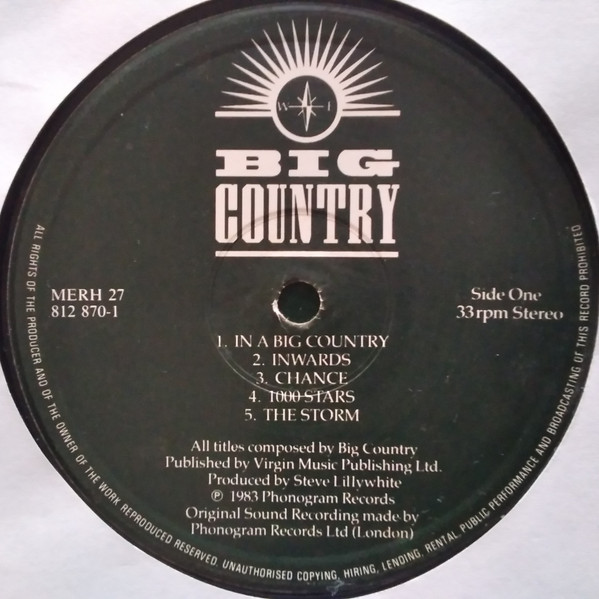 W E
BIG
COUNTRY
MERH 27
812 870-1
Side One
33 rpm Stereo
1. IN A BIG COUNTRY
2. INWARDS
3. CHANCE
4. 1000 STARS
5. THE STORM
All titles composed by Big Country
Published by Virgin Music Publishing Ltd.
Produced by Steve Lillywhite
℗ 1983 Phonogram Records
Original Sound Recording made by
Phonogram Records Ltd (London)
ALL RIGHTS OF THE PRODUCER AND OF THE OWNER OF THE WORK REPRODUCED RESERVED. UNAUTHORISED COPYING, HIRING, LENDING, RENTAL, PUBLIC PERFORMANCE AND BROADCASTING OF THIS RECORD PROHIBITED